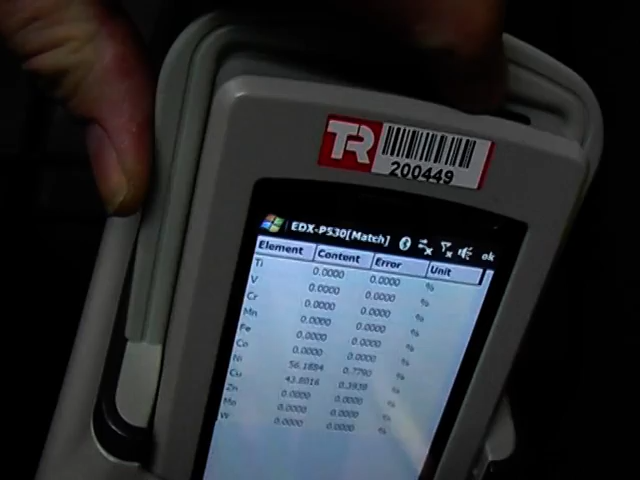 TR
200449
EDX-P530[Match] ok
Element Content Error Unit
Ti 0.0000 0.0000 %
V 0.0000 0.0000 %
Cr 0.0000 0.0000 %
Mn 0.0000 0.0000 %
Fe 0.0000 0.0000 %
Co 0.0000 0.0000 %
Ni 56.1984 0.7790 %
Cu 43.8016 0.3938 %
Zn 0.0000 0.0000 %
Mo 0.0000 0.0000 %
W 0.0000 0.0000 %